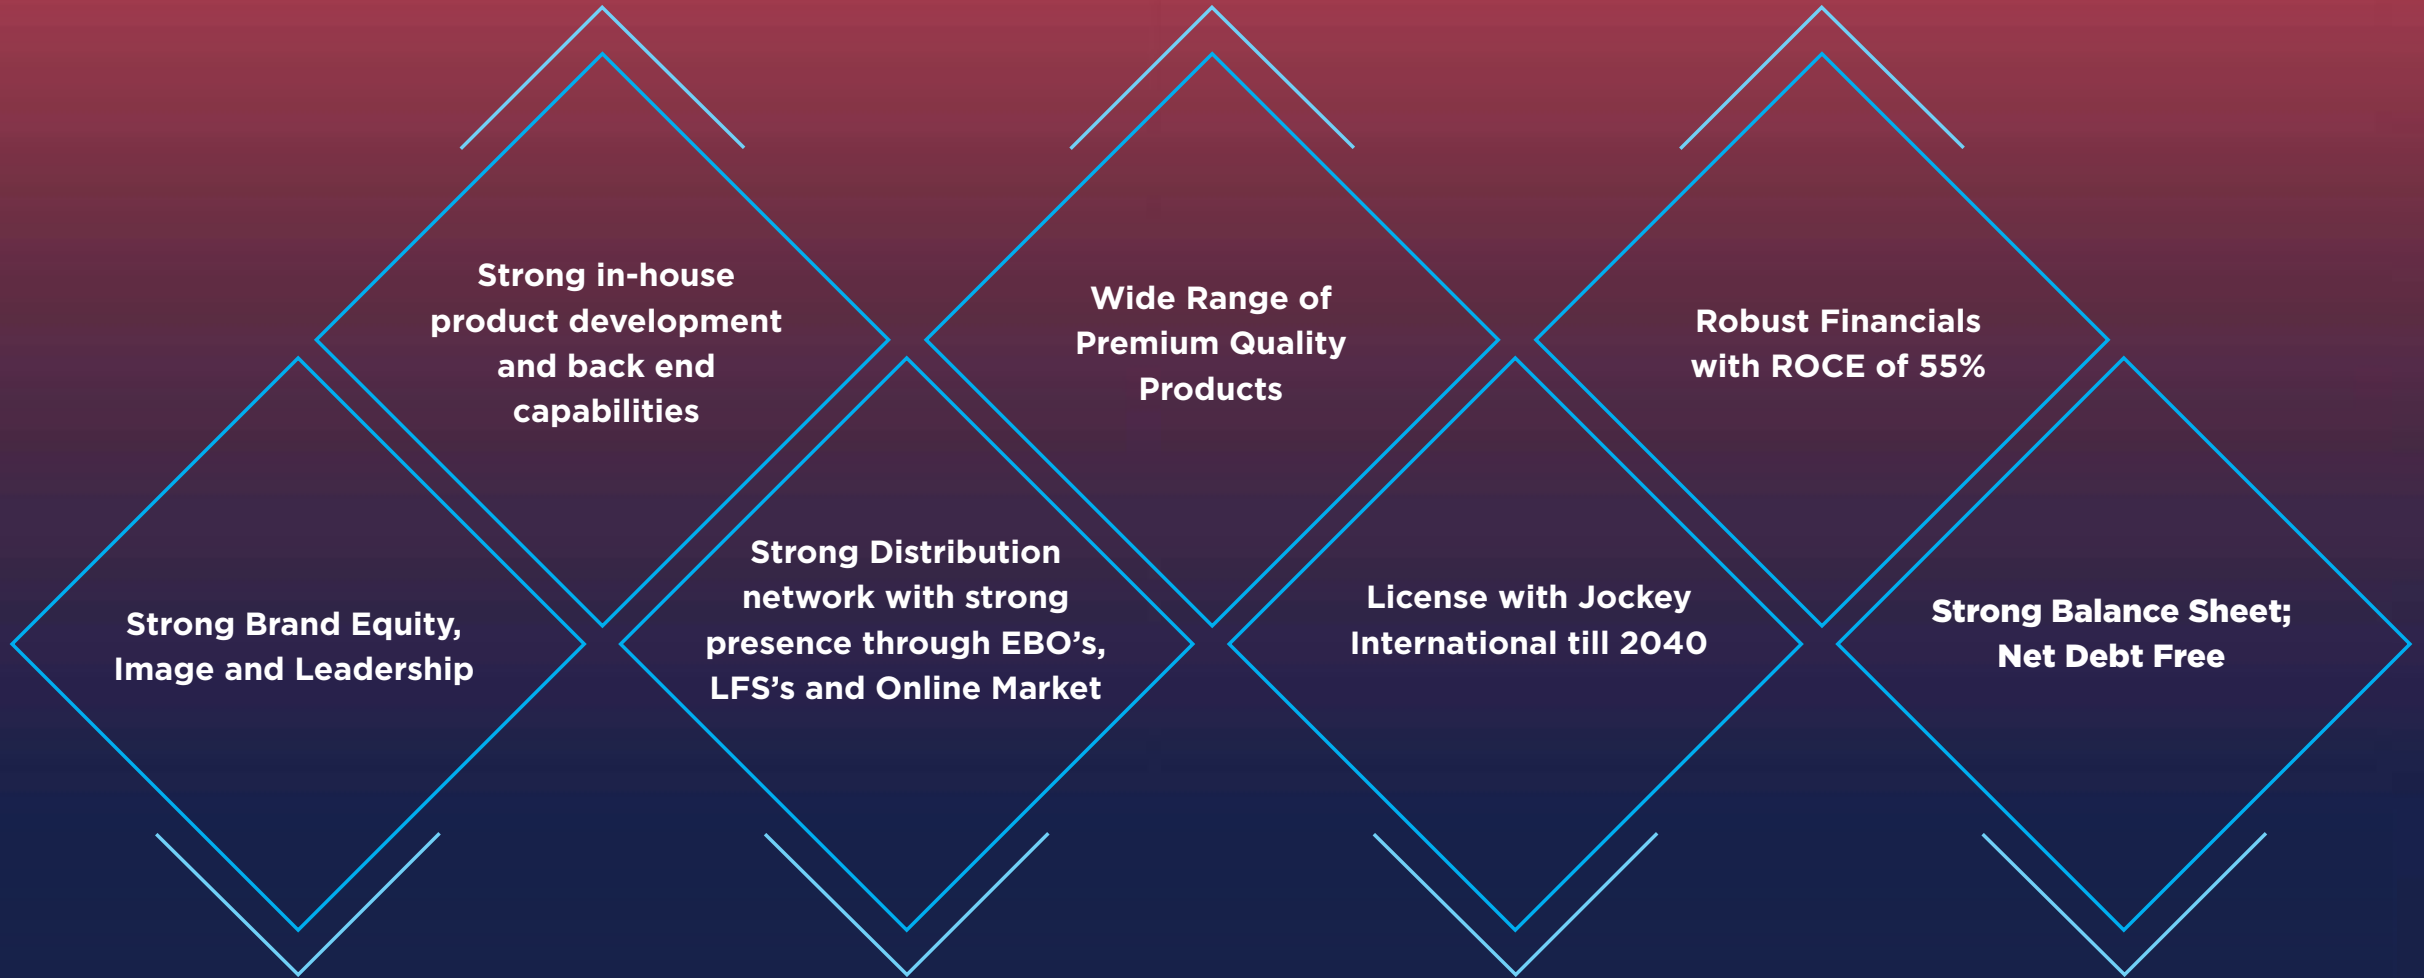 Strong in-house
product development
and back end
capabilities
Wide Range of
Premium Quality
Products
Robust Financials
with ROCE of 55%
Strong Brand Equity,
Image and Leadership
Strong Distribution
network with strong
presence through EBO’s,
LFS’s and Online Market
License with Jockey
International till 2040
Strong Balance Sheet;
Net Debt Free